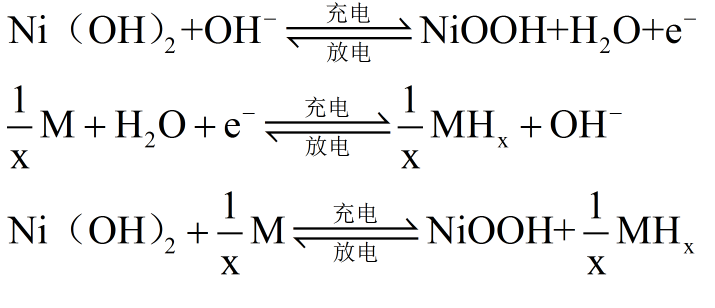 Ni（OH）₂+OH⁻ 充电⇌放电 NiOOH+H₂O+e⁻
1/x M + H₂O + e⁻ 充电⇌放电 1/x MHₓ + OH⁻
Ni（OH）₂ + 1/x M 充电⇌放电 NiOOH+ 1/x MHₓ